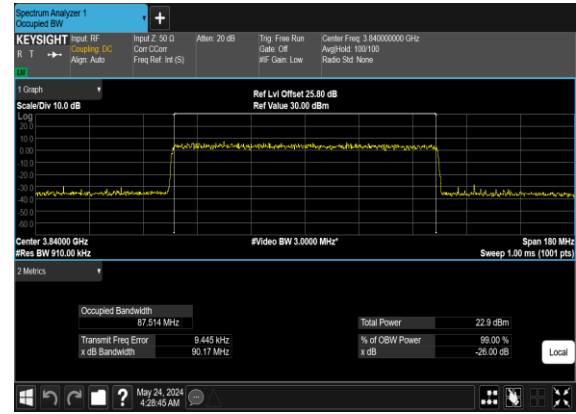 Spectrum Analyzer 1
Occupied BW
+
KEYSIGHT Input: RF Input Z: 50 Ω Atten: 20 dB Trig: Free Run Center Freq: 3.840000000 GHz
R T Coupling: DC Corr CCorr Gate: Off Avg|Hold: 100/100
Align: Auto Freq Ref: Int (S) #IF Gain: Low Radio Std: None
LXI
1 Graph
Ref Lvl Offset 25.80 dB
Scale/Div 10.0 dB Ref Value 30.00 dBm
Log
20.0
10.0
0.00
-10.0
-20.0
-30.0
-40.0
-50.0
-60.0
Center 3.84000 GHz #Video BW 3.0000 MHz* Span 180 MHz
#Res BW 910.00 kHz Sweep 1.00 ms (1001 pts)
2 Metrics
Occupied Bandwidth
87.514 MHz Total Power 22.9 dBm
Transmit Freq Error 9.445 kHz % of OBW Power 99.00 %
x dB Bandwidth 90.17 MHz x dB -26.00 dB
Local
? May 24, 2024
4:28:45 AM